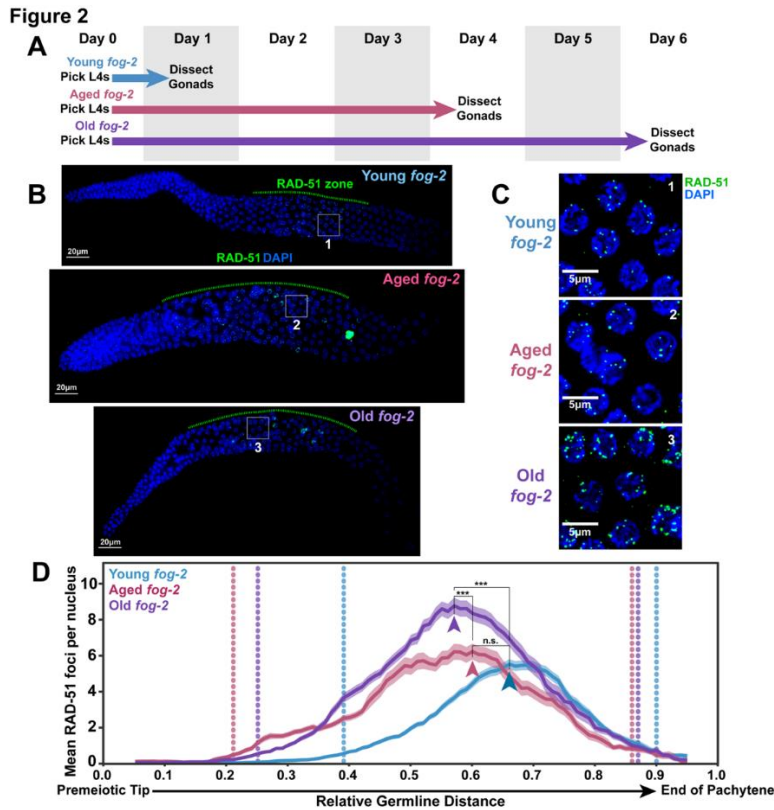 Figure 2
A
Day 0 Day 1 Day 2 Day 3 Day 4 Day 5 Day 6
Young fog-2
Pick L4s
Dissect
Gonads
Aged fog-2
Pick L4s
Dissect
Gonads
Old fog-2
Pick L4s
Dissect
Gonads
B
RAD-51 zone
Young fog-2
1
20μm
RAD-51 DAPI
Aged fog-2
2
20μm
Old fog-2
3
20μm
C
RAD-51
DAPI
Young
fog-2
1
5μm
Aged
fog-2
2
5μm
Old
fog-2
3
5μm
D
Young fog-2
Aged fog-2
Old fog-2
Mean RAD-51 foci per nucleus
10
8
6
4
2
0
***
***
n.s.
0.0 0.1 0.2 0.3 0.4 0.5 0.6 0.7 0.8 0.9 1.0
Premeiotic Tip
Relative Germline Distance
End of Pachytene